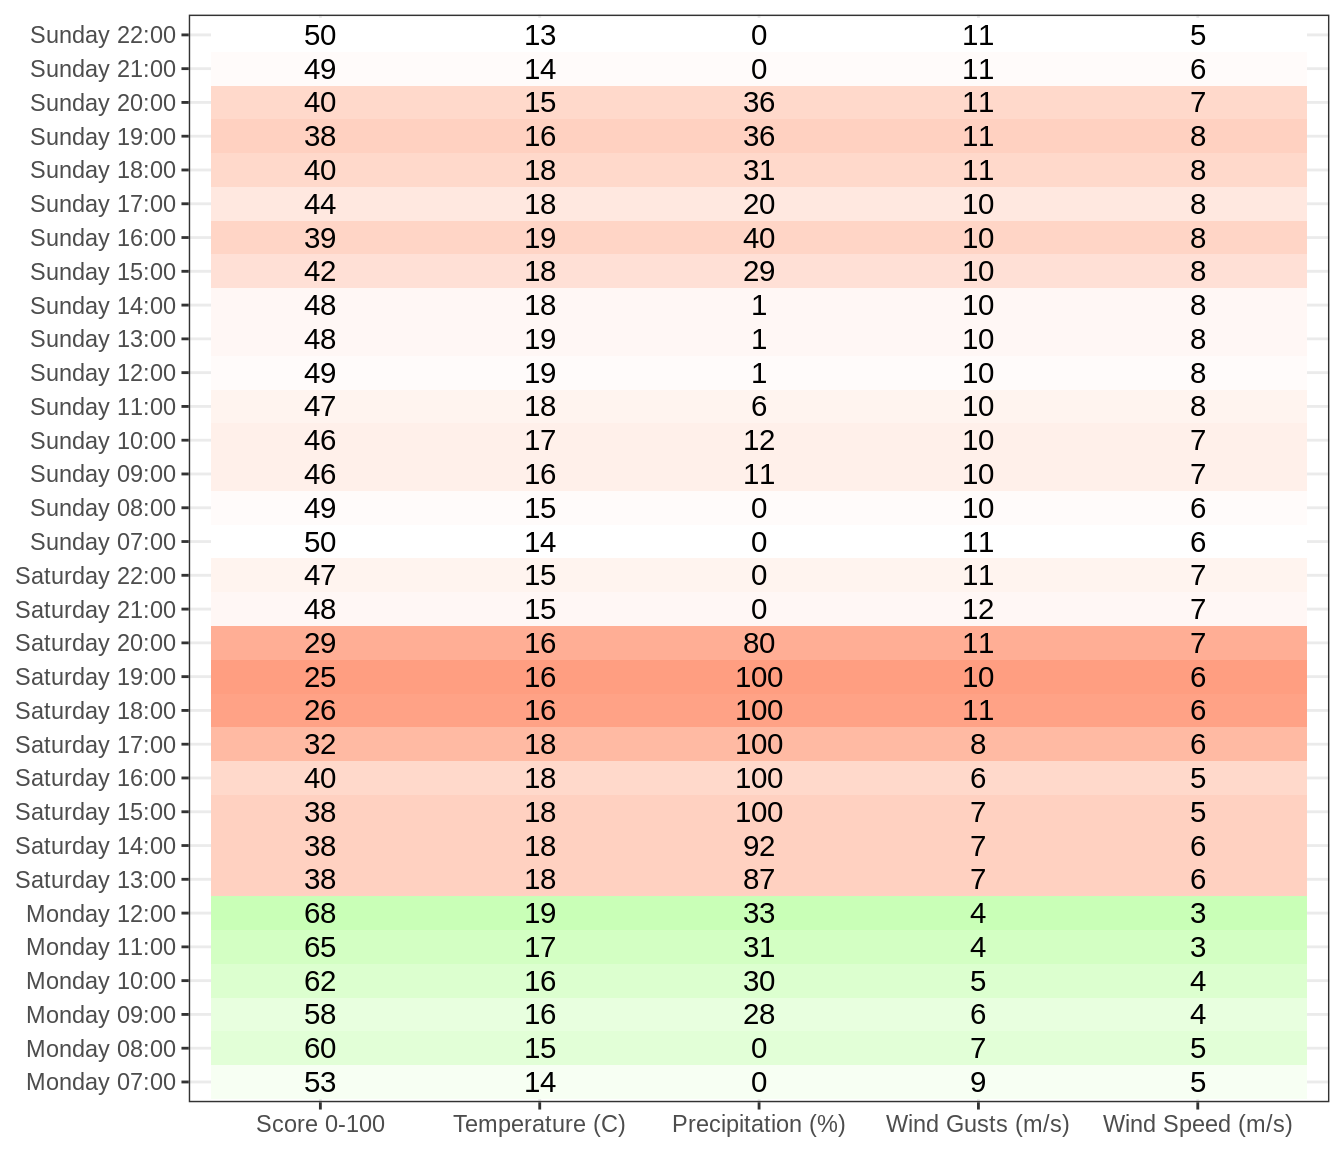 Sunday 22:00 50 13 0 11 5
Sunday 21:00 49 14 0 11 6
Sunday 20:00 40 15 36 11 7
Sunday 19:00 38 16 36 11 8
Sunday 18:00 40 18 31 11 8
Sunday 17:00 44 18 20 10 8
Sunday 16:00 39 19 40 10 8
Sunday 15:00 42 18 29 10 8
Sunday 14:00 48 18 1 10 8
Sunday 13:00 48 19 1 10 8
Sunday 12:00 49 19 1 10 8
Sunday 11:00 47 18 6 10 8
Sunday 10:00 46 17 12 10 7
Sunday 09:00 46 16 11 10 7
Sunday 08:00 49 15 0 10 6
Sunday 07:00 50 14 0 11 6
Saturday 22:00 47 15 0 11 7
Saturday 21:00 48 15 0 12 7
Saturday 20:00 29 16 80 11 7
Saturday 19:00 25 16 100 10 6
Saturday 18:00 26 16 100 11 6
Saturday 17:00 32 18 100 8 6
Saturday 16:00 40 18 100 6 5
Saturday 15:00 38 18 100 7 5
Saturday 14:00 38 18 92 7 6
Saturday 13:00 38 18 87 7 6
Monday 12:00 68 19 33 4 3
Monday 11:00 65 17 31 4 3
Monday 10:00 62 16 30 5 4
Monday 09:00 58 16 28 6 4
Monday 08:00 60 15 0 7 5
Monday 07:00 53 14 0 9 5
Score 0-100 Temperature (C) Precipitation (%) Wind Gusts (m/s) Wind Speed (m/s)